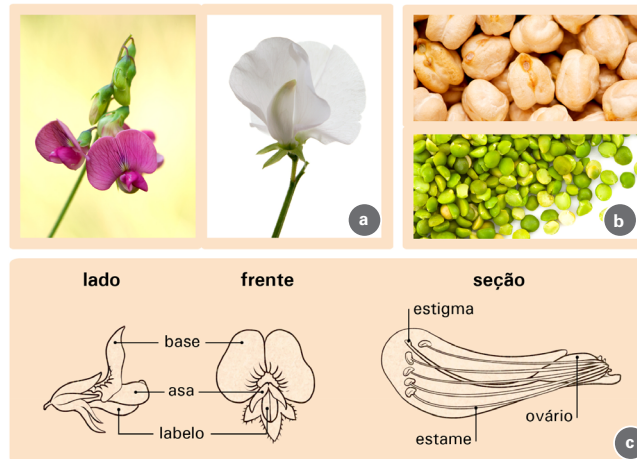 a
b
lado
frente
seção
estigma
base
asa
labelo
ovário
estame
c